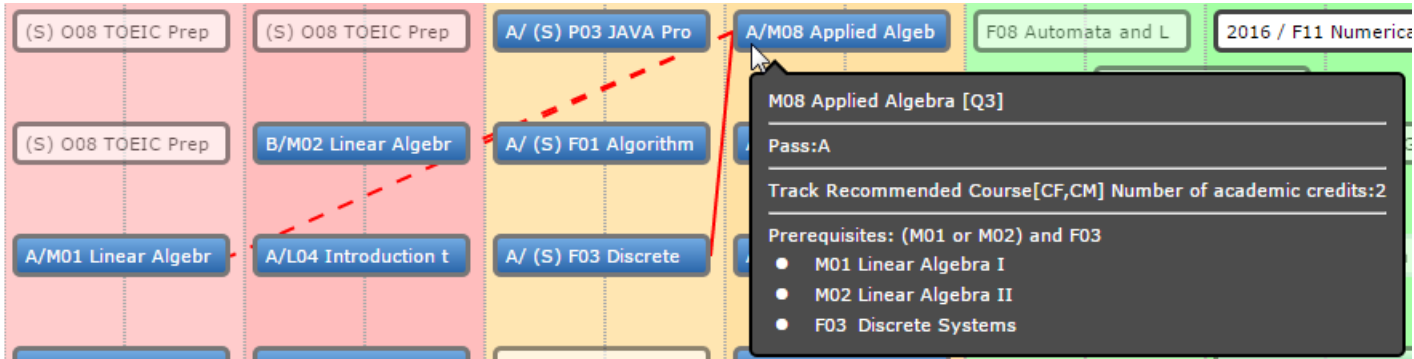 (S) O08 TOEIC Prep
(S) O08 TOEIC Prep
A/ (S) P03 JAVA Pro
A/M08 Applied Algeb
F08 Automata and L
2016 / F11 Numerica
M08 Applied Algebra [Q3]
(S) O08 TOEIC Prep
B/M02 Linear Algebr
A/ (S) F01 Algorithm
Pass:A
Track Recommended Course[CF,CM] Number of academic credits:2
Prerequisites: (M01 or M02) and F03
A/M01 Linear Algebr
A/L04 Introduction t
A/ (S) F03 Discrete
M01 Linear Algebra I
M02 Linear Algebra II
F03 Discrete Systems